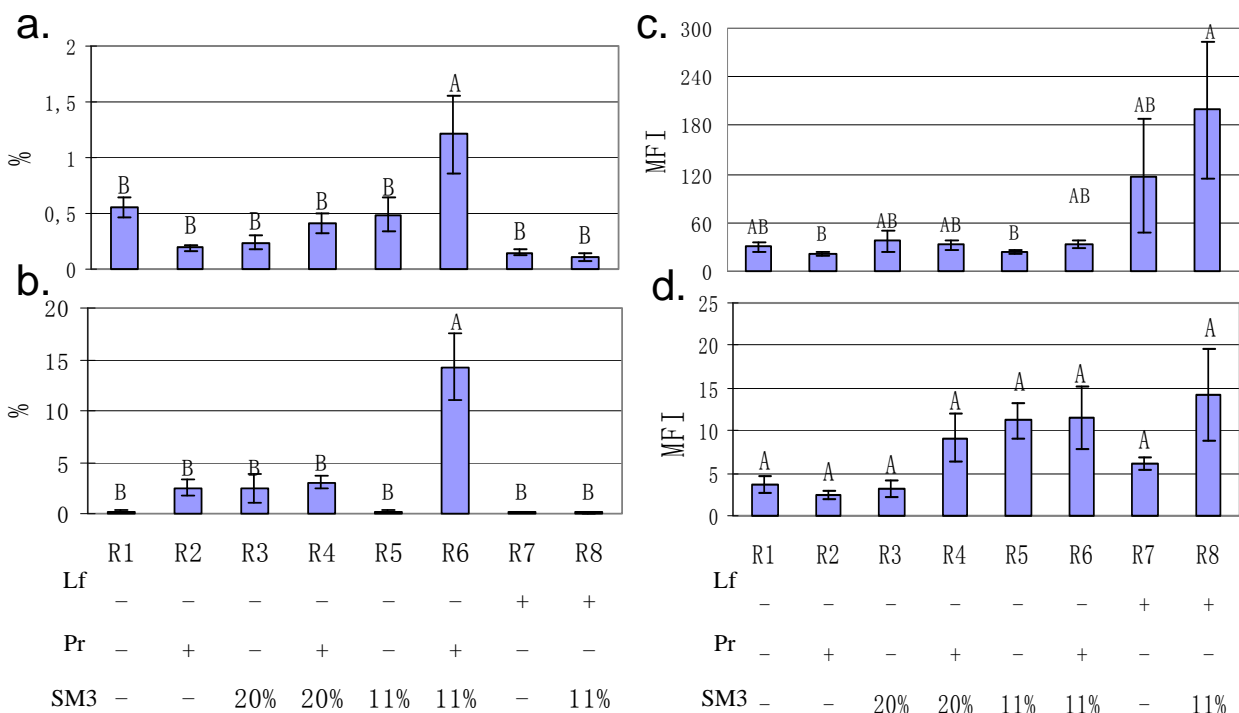 a.
2
1,5
1
0,5
0
%
B
B
B
B
B
A
B
B
b.
20
15
10
5
0
%
B
B
B
B
B
A
B
B
R1 R2 R3 R4 R5 R6 R7 R8
Lf
– – – – – – + +
Pr – + – + – + – –
SM3 – – 20% 20% 11% 11% – 11%
c.
300
240
180
120
60
0
MFI
AB
B
AB
AB
B
AB
AB
A
d.
25
20
15
10
5
0
MFI
A
A
A
A
A
A
A
A
R1 R2 R3 R4 R5 R6 R7 R8
Lf
– – – – – – + +
Pr – + – + – + – –
SM3 – – 20% 20% 11% 11% – 11%